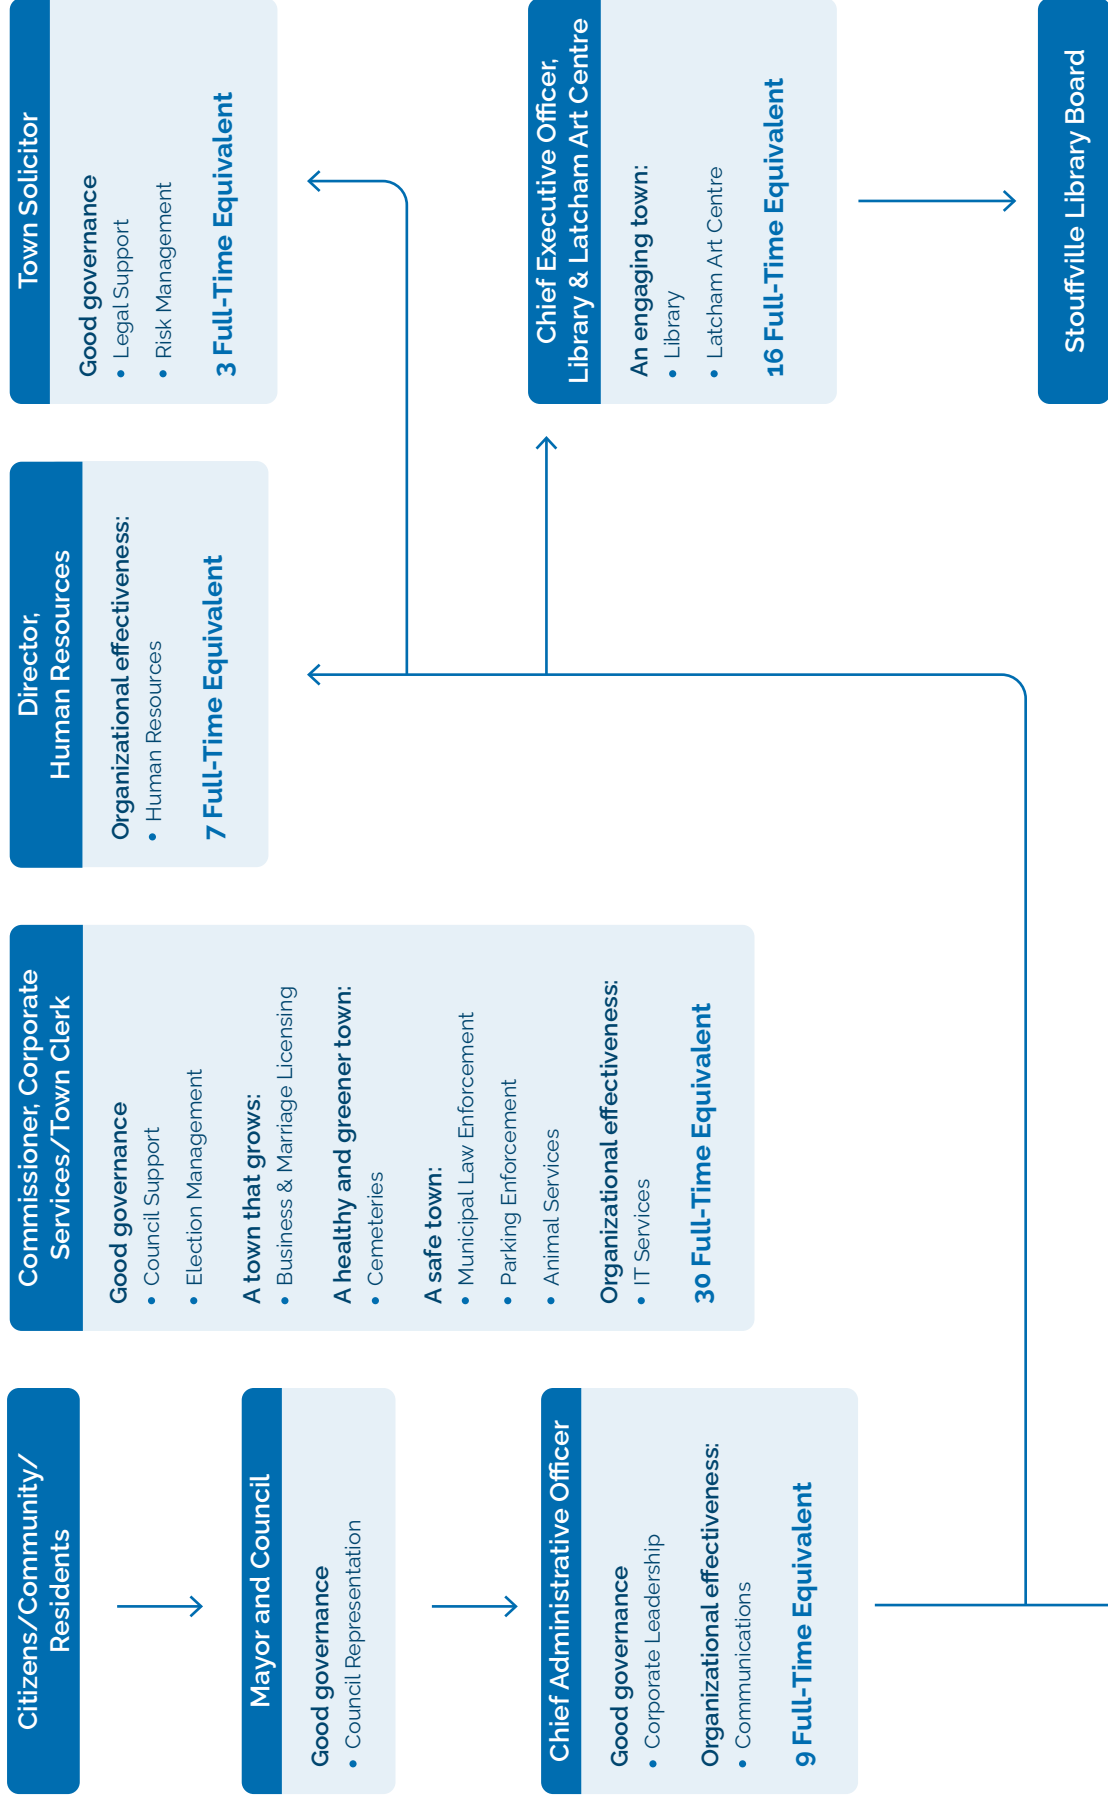 Citizens/Community/
Residents
Mayor and Council
Good governance
• Council Representation
Chief Administrative Officer
Good governance
• Corporate Leadership
Organizational effectiveness:
• Communications
9 Full-Time Equivalent
Commissioner, Corporate
Services/Town Clerk
Good governance
• Council Support
• Election Management
A town that grows:
• Business & Marriage Licensing
A healthy and greener town:
• Cemeteries
A safe town:
• Municipal Law Enforcement
• Parking Enforcement
• Animal Services
Organizational effectiveness:
• IT Services
30 Full-Time Equivalent
Director,
Human Resources
Organizational effectiveness:
• Human Resources
7 Full-Time Equivalent
Town Solicitor
Good governance
• Legal Support
• Risk Management
3 Full-Time Equivalent
Chief Executive Officer,
Library & Latcham Art Centre
An engaging town:
• Library
• Latcham Art Centre
16 Full-Time Equivalent
Stouffville Library Board